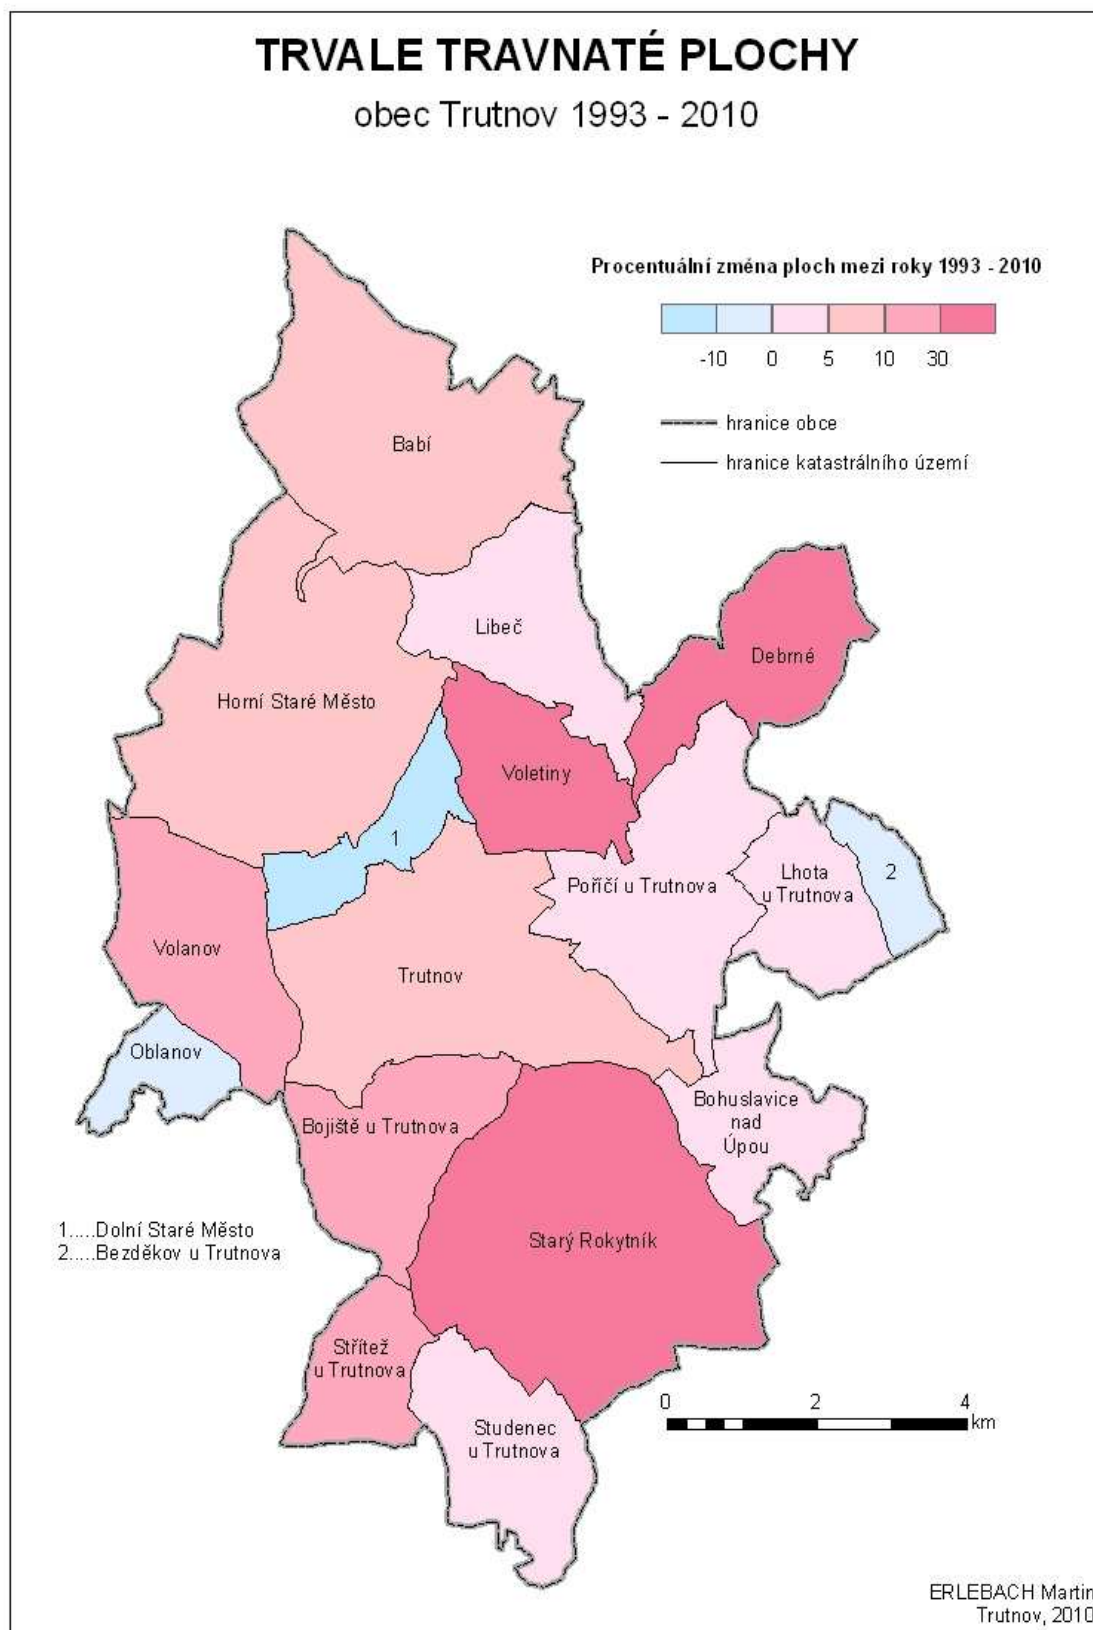 TRVALE TRAVNATÉ PLOCHY
obec Trutnov 1993 - 2010
Procentuální změna ploch mezi roky 1993 - 2010
-10 0 5 10 30
hranice obce
hranice katastrálního území
Babí
Libeč
Debrné
Horní Staré Město
Voletiny
1
Poříčí u Trutnova
Lhota
u Trutnova
2
Volanov
Trutnov
Oblanov
Bojiště u Trutnova
Bohuslavice
nad
Úpou
1.....Dolní Staré Město
2.....Bezděkov u Trutnova
Starý Rokytník
Střítež
u Trutnova
Studenec
u Trutnova
0 2 4
km
ERLEBACH Martin
Trutnov, 2010